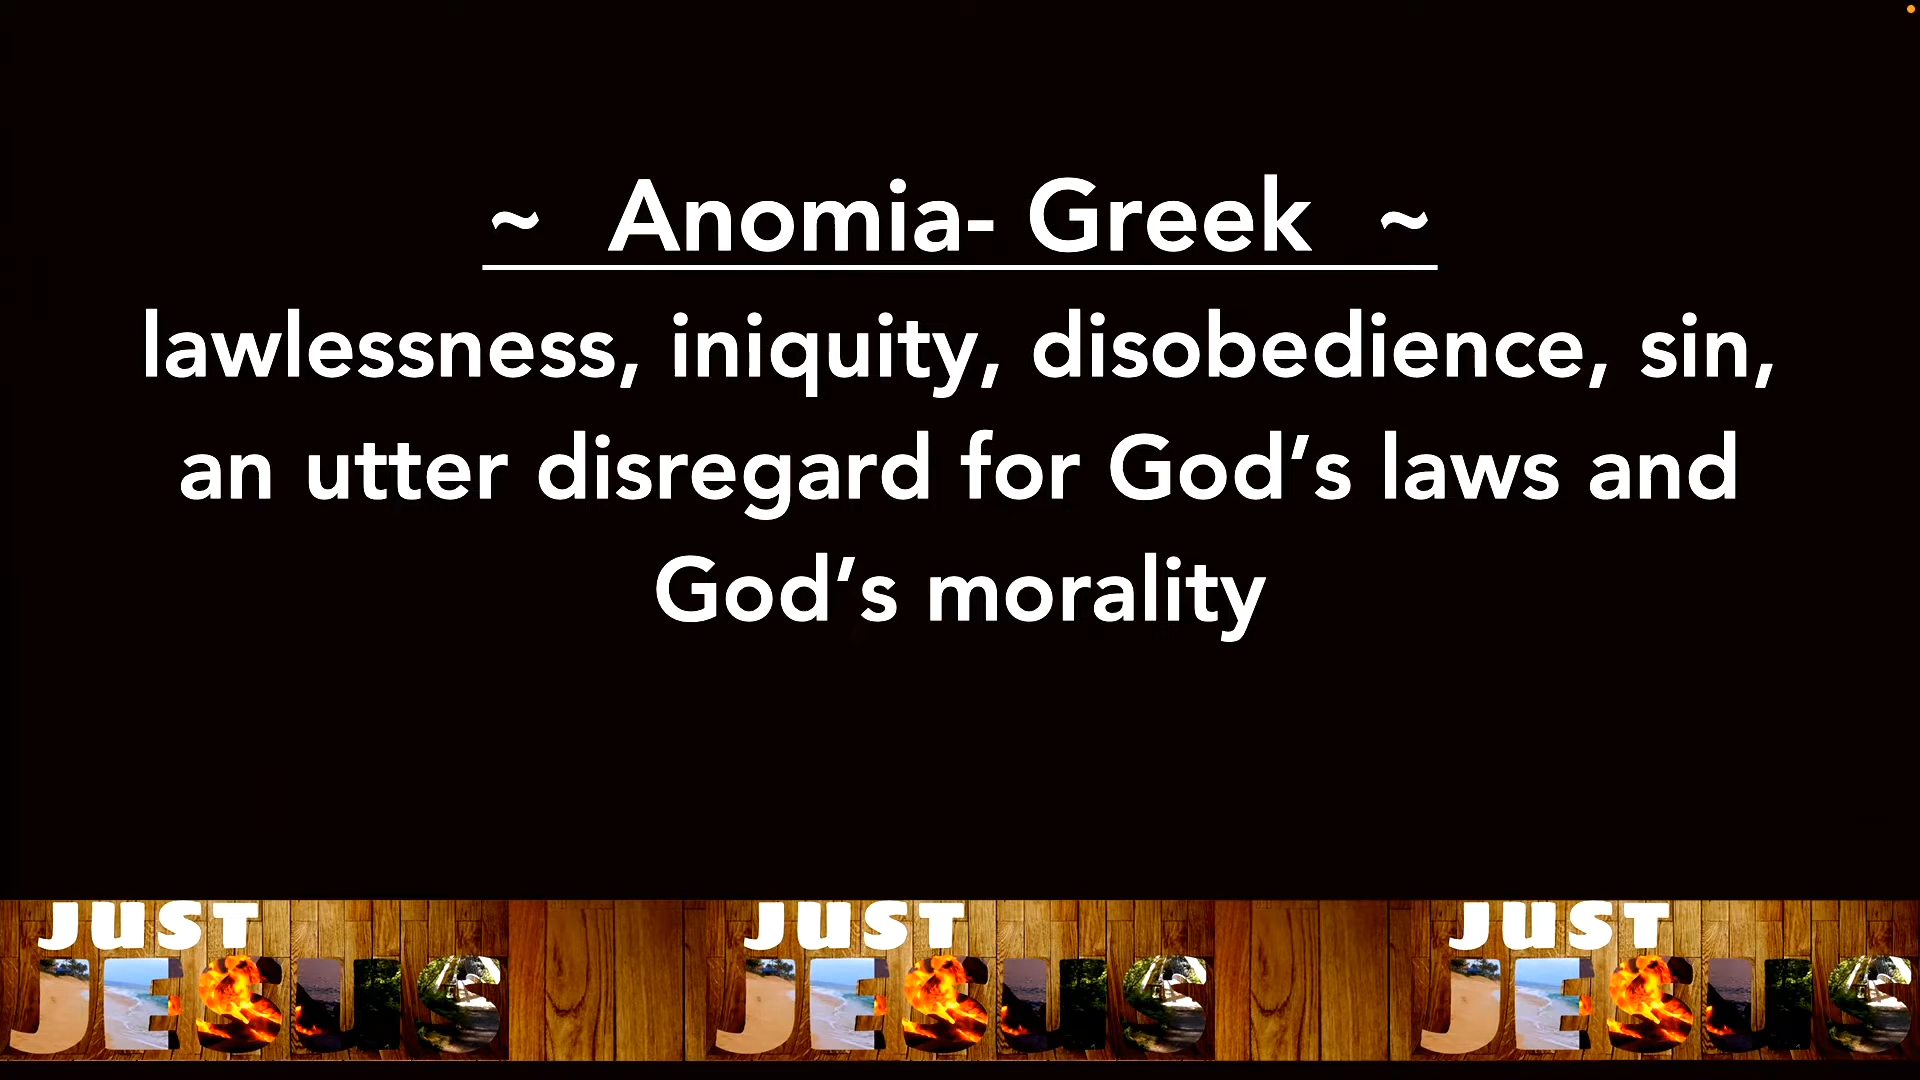 ~ Anomia- Greek ~
lawlessness, iniquity, disobedience, sin,
an utter disregard for God’s laws and
God’s morality
JUST
JESUS
JUST
JESUS
JUST
JESUS